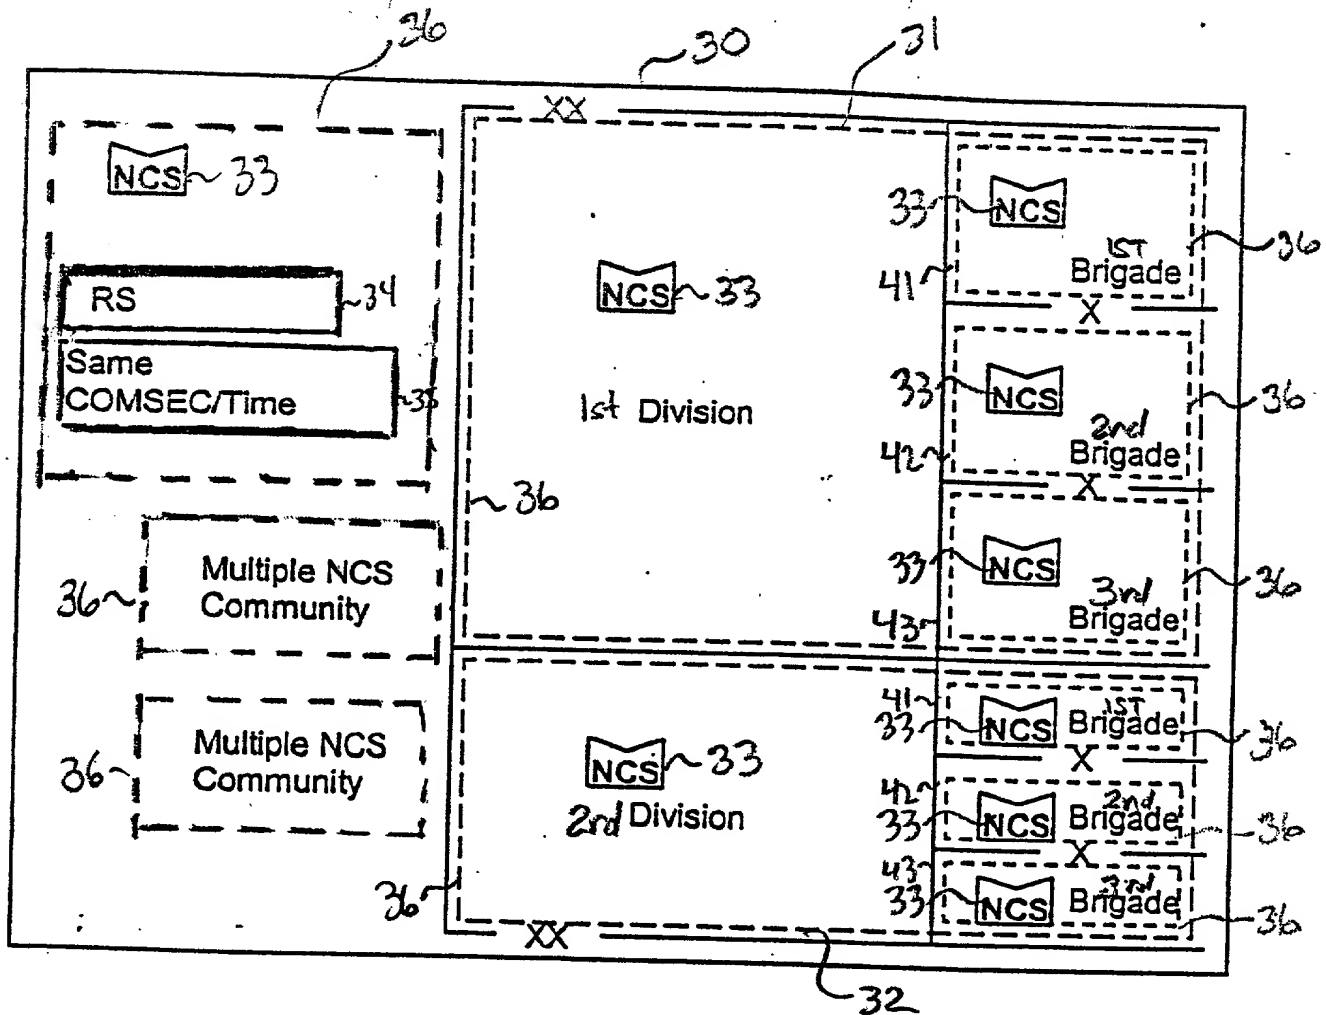 36
30
31
XX
NCS 33
RS 34
Same
COMSEC/Time 35
Multiple NCS
Community
36
Multiple NCS
Community
36
NCS 33
1st Division
36
NCS 33
2nd Division
36
XX
32
33 NCS
1ST
Brigade
41
36
X
33 NCS
2nd
Brigade
42
36
X
33 NCS
3rd
Brigade
43
36
41
33 NCS
1ST
Brigade
36
X
42
33 NCS
2nd
Brigade
36
X
43
33 NCS
3rd
Brigade
36